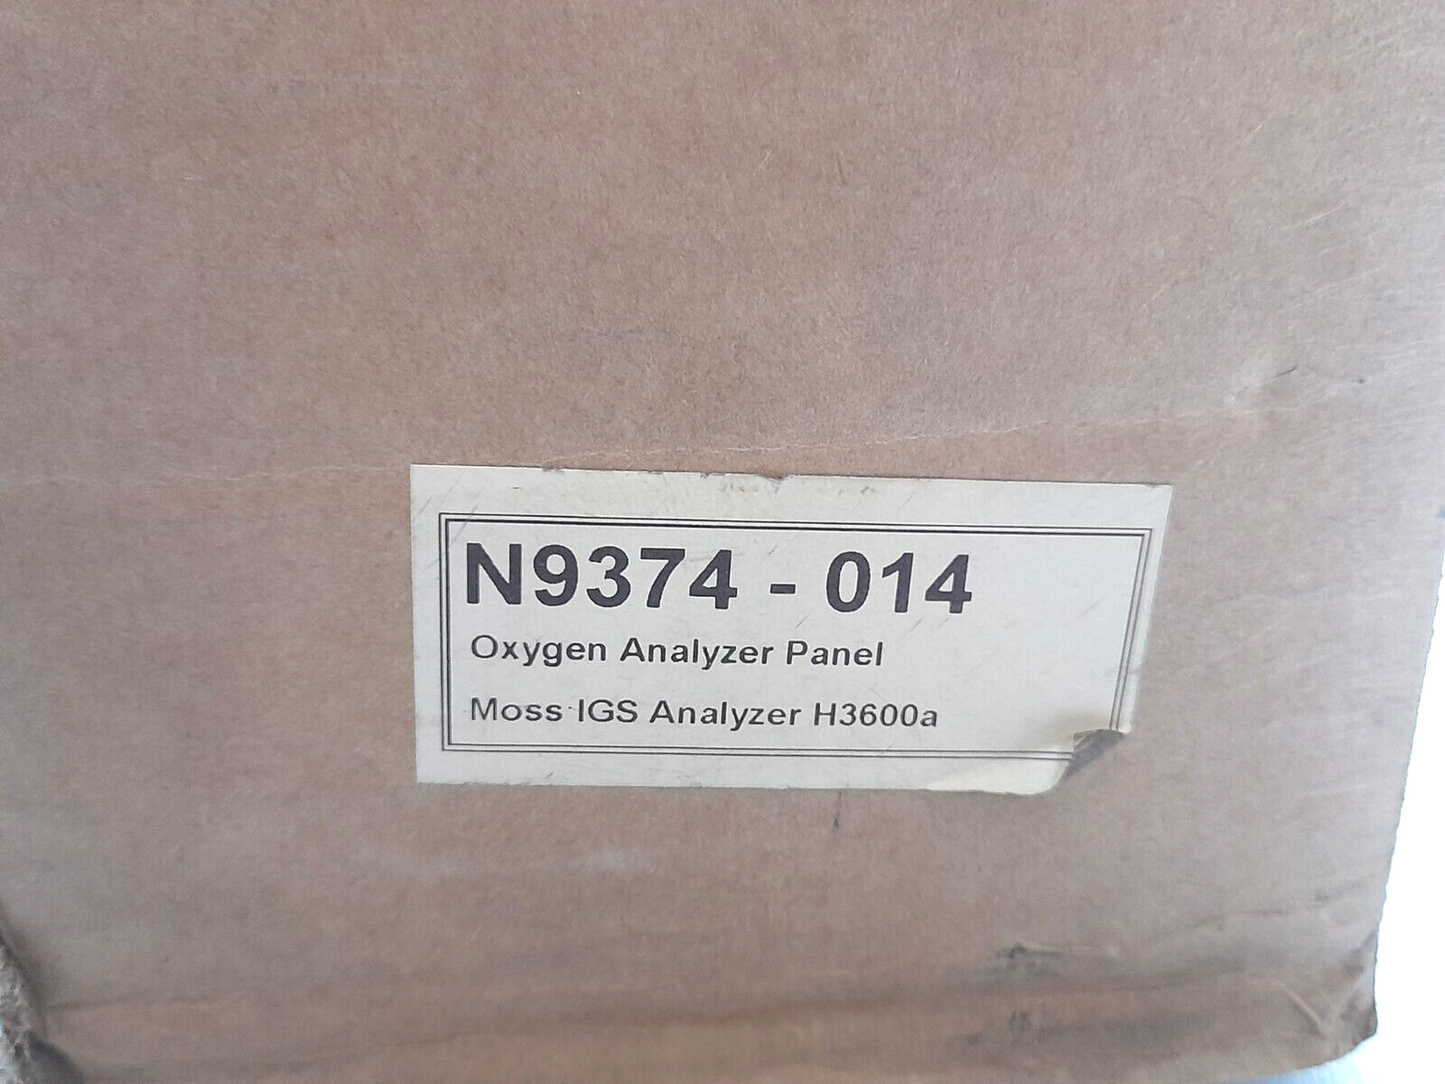 N9374 - 014
Oxygen Analyzer Panel
Moss IGS Analyzer H3600a